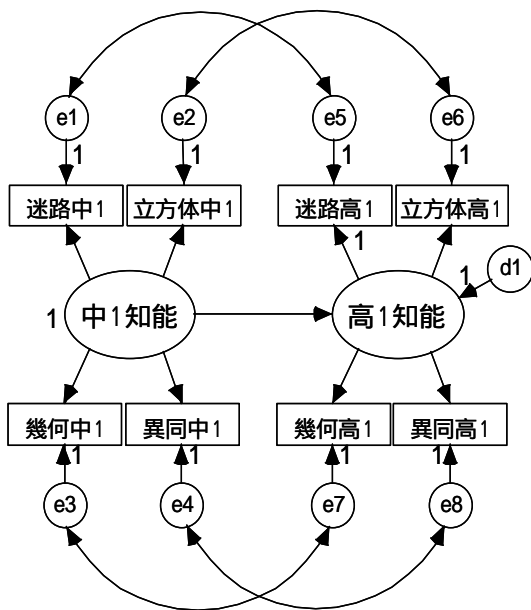 e1 e2 e5 e6
1 1 1 1
迷路中1 立方体中1 迷路高1 立方体高1
1
1 d1
1 中1知能 高1知能
幾何中1 異同中1 幾何高1 異同高1
1 1 1 1
e3 e4 e7 e8